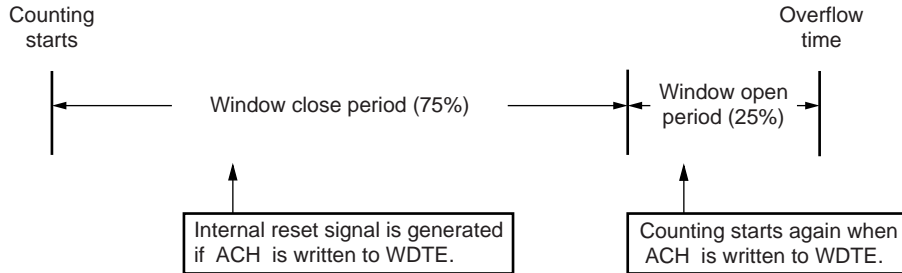 Counting
starts
Overflow
time
Window close period (75%)
Window open
period (25%)
Internal reset signal is generated
if ACH is written to WDTE.
Counting starts again when
ACH is written to WDTE.